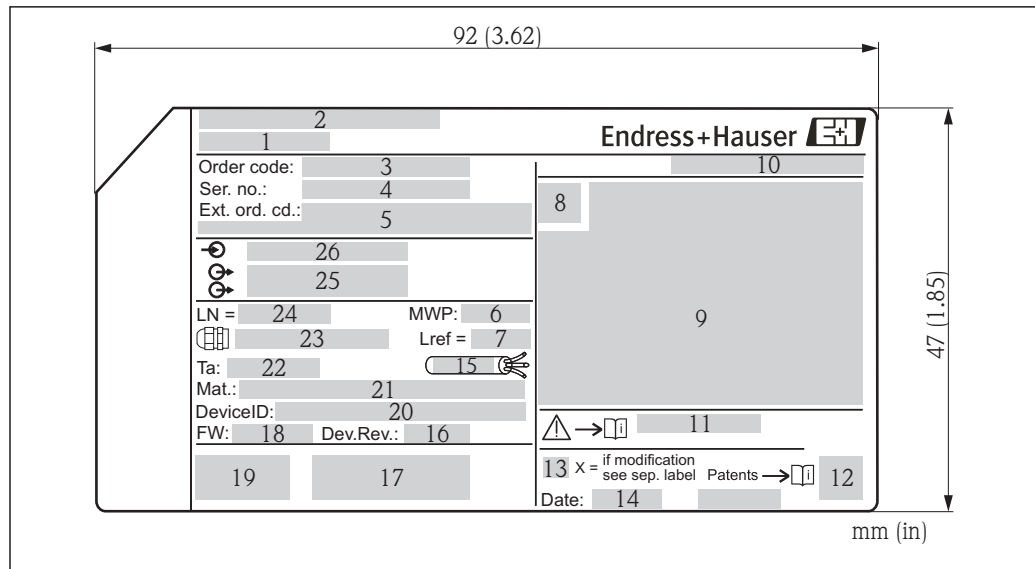 92 (3.62)
2
1
Endress+Hauser
Order code: 3
10
Ser. no.: 4
Ext. ord. cd.: 5
8
26
25
9
47 (1.85)
LN = 24 MWP: 6
23 Lref = 7
Ta: 22 15
Mat.: 21
DeviceID: 20
FW: 18 Dev.Rev.: 16
11
19 17
13 X = if modification see sep. label Patents 12
Date: 14
mm (in)